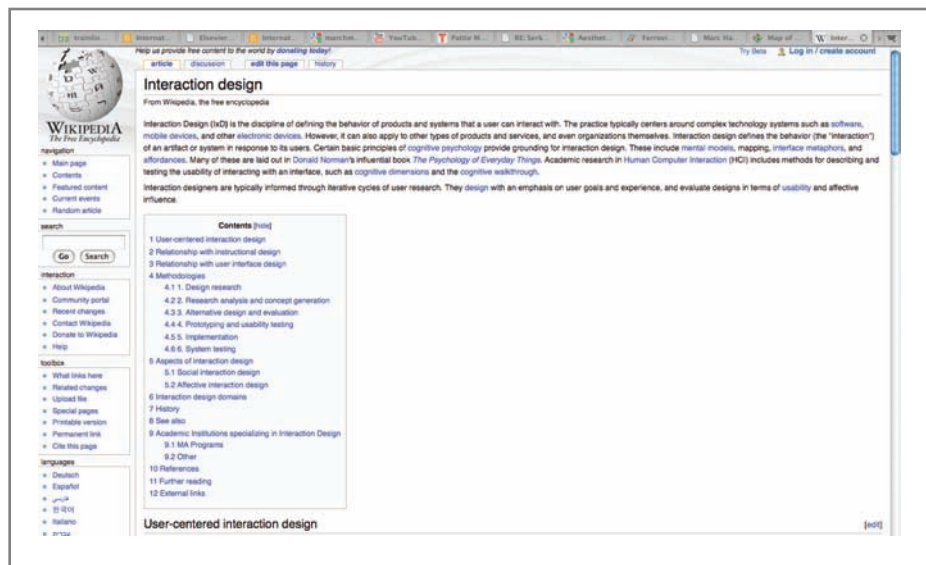 trainlin...
Internat...
Elsevier...
Internat...
marchm...
YouTub...
T Pattie M...
RE: Serk...
Aesthet...
Ferrovi...
Mars Ha...
Map of ...
W Inter...
Help us provide free content to the world by donating today!
Try Beta Log in / create account
article discussion edit this page history
Interaction design
From Wikipedia, the free encyclopedia
Interaction Design (IxD) is the discipline of defining the behavior of products and systems that a user can interact with. The practice typically centers around complex technology systems such as software,
mobile devices, and other electronic devices. However, it can also apply to other types of products and services, and even organizations themselves. Interaction design defines the behavior (the "interaction")
of an artifact or system in response to its users. Certain basic principles of cognitive psychology provide grounding for interaction design. These include mental models, mapping, interface metaphors, and
affordances. Many of these are laid out in Donald Norman's influential book The Psychology of Everyday Things. Academic research in Human Computer Interaction (HCI) includes methods for describing and
testing the usability of interacting with an interface, such as cognitive dimensions and the cognitive walkthrough.
Interaction designers are typically informed through iterative cycles of user research. They design with an emphasis on user goals and experience, and evaluate designs in terms of usability and affective
influence.
Contents [hide]
1 User-centered interaction design
2 Relationship with instructional design
3 Relationship with user interface design
4 Methodologies
4.1 1. Design research
4.2 2. Research analysis and concept generation
4.3 3. Alternative design and evaluation
4.4 4. Prototyping and usability testing
4.5 5. Implementation
4.6 6. System testing
5 Aspects of interaction design
5.1 Social interaction design
5.2 Affective interaction design
6 Interaction design domains
7 History
8 See also
9 Academic Institutions specializing in Interaction Design
9.1 MA Programs
9.2 Other
10 References
11 Further reading
12 External links
User-centered interaction design [edit]
WIKIPEDIA
The Free Encyclopedia
navigation
Main page
Contents
Featured content
Current events
Random article
search
Go Search
interaction
About Wikipedia
Community portal
Recent changes
Contact Wikipedia
Donate to Wikipedia
Help
toolbox
What links here
Related changes
Upload file
Special pages
Printable version
Permanent link
Cite this page
languages
Deutsch
Español
فارسی
한국어
Italiano
עברית